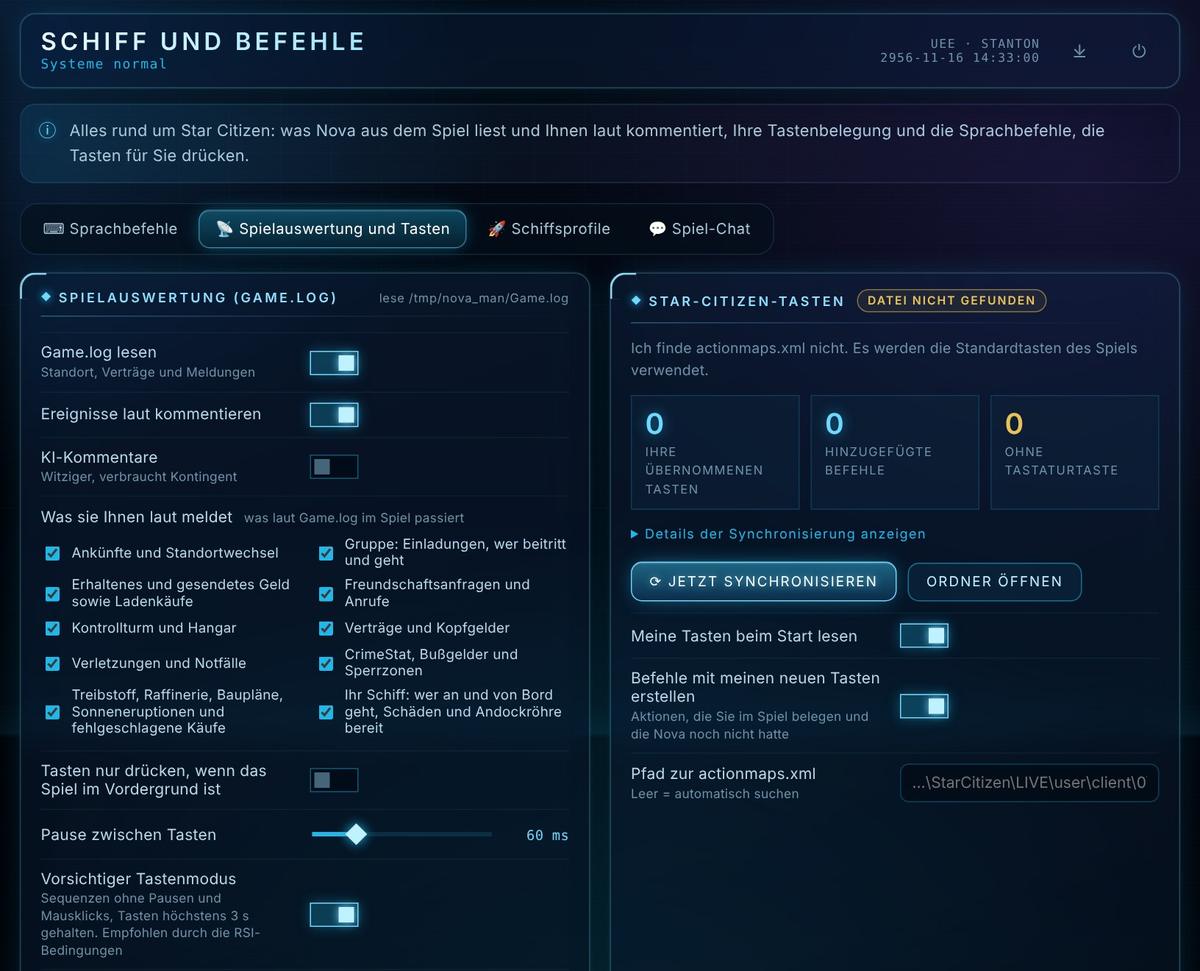 SCHIFF UND BEFEHLE
Systeme normal
UEE · STANTON
2956-11-16 14:33:00
Alles rund um Star Citizen: was Nova aus dem Spiel liest und Ihnen laut kommentiert, Ihre Tastenbelegung und die Sprachbefehle, die
Tasten für Sie drücken.
Sprachbefehle
Spielauswertung und Tasten
Schiffsprofile
Spiel-Chat
SPIELAUSWERTUNG (GAME.LOG)
lese /tmp/nova_man/Game.log
Game.log lesen
Standort, Verträge und Meldungen
Ereignisse laut kommentieren
KI-Kommentare
Witziger, verbraucht Kontingent
Was sie Ihnen laut meldet was laut Game.log im Spiel passiert
Ankünfte und Standortwechsel
Gruppe: Einladungen, wer beitritt
und geht
Erhaltenes und gesendetes Geld
sowie Ladenkäufe
Freundschaftsanfragen und
Anrufe
Kontrollturm und Hangar
Verträge und Kopfgelder
Verletzungen und Notfälle
CrimeStat, Bußgelder und
Sperrzonen
Treibstoff, Raffinerie, Baupläne,
Sonneneruptionen und
fehlgeschlagene Käufe
Ihr Schiff: wer an und von Bord
geht, Schäden und Andockröhre
bereit
Tasten nur drücken, wenn das
Spiel im Vordergrund ist
Pause zwischen Tasten
60 ms
Vorsichtiger Tastenmodus
Sequenzen ohne Pausen und
Mausklicks, Tasten höchstens 3 s
gehalten. Empfohlen durch die RSI-
Bedingungen
STAR-CITIZEN-TASTEN
DATEI NICHT GEFUNDEN
Ich finde actionmaps.xml nicht. Es werden die Standardtasten des Spiels
verwendet.
0
IHRE
ÜBERNOMMENEN
TASTEN
0
HINZUGEFÜGTE
BEFEHLE
0
OHNE
TASTATURTASTE
Details der Synchronisierung anzeigen
⟳ JETZT SYNCHRONISIEREN
ORDNER ÖFFNEN
Meine Tasten beim Start lesen
Befehle mit meinen neuen Tasten
erstellen
Aktionen, die Sie im Spiel belegen und
die Nova noch nicht hatte
Pfad zur actionmaps.xml
Leer = automatisch suchen
...\StarCitizen\LIVE\user\client\0